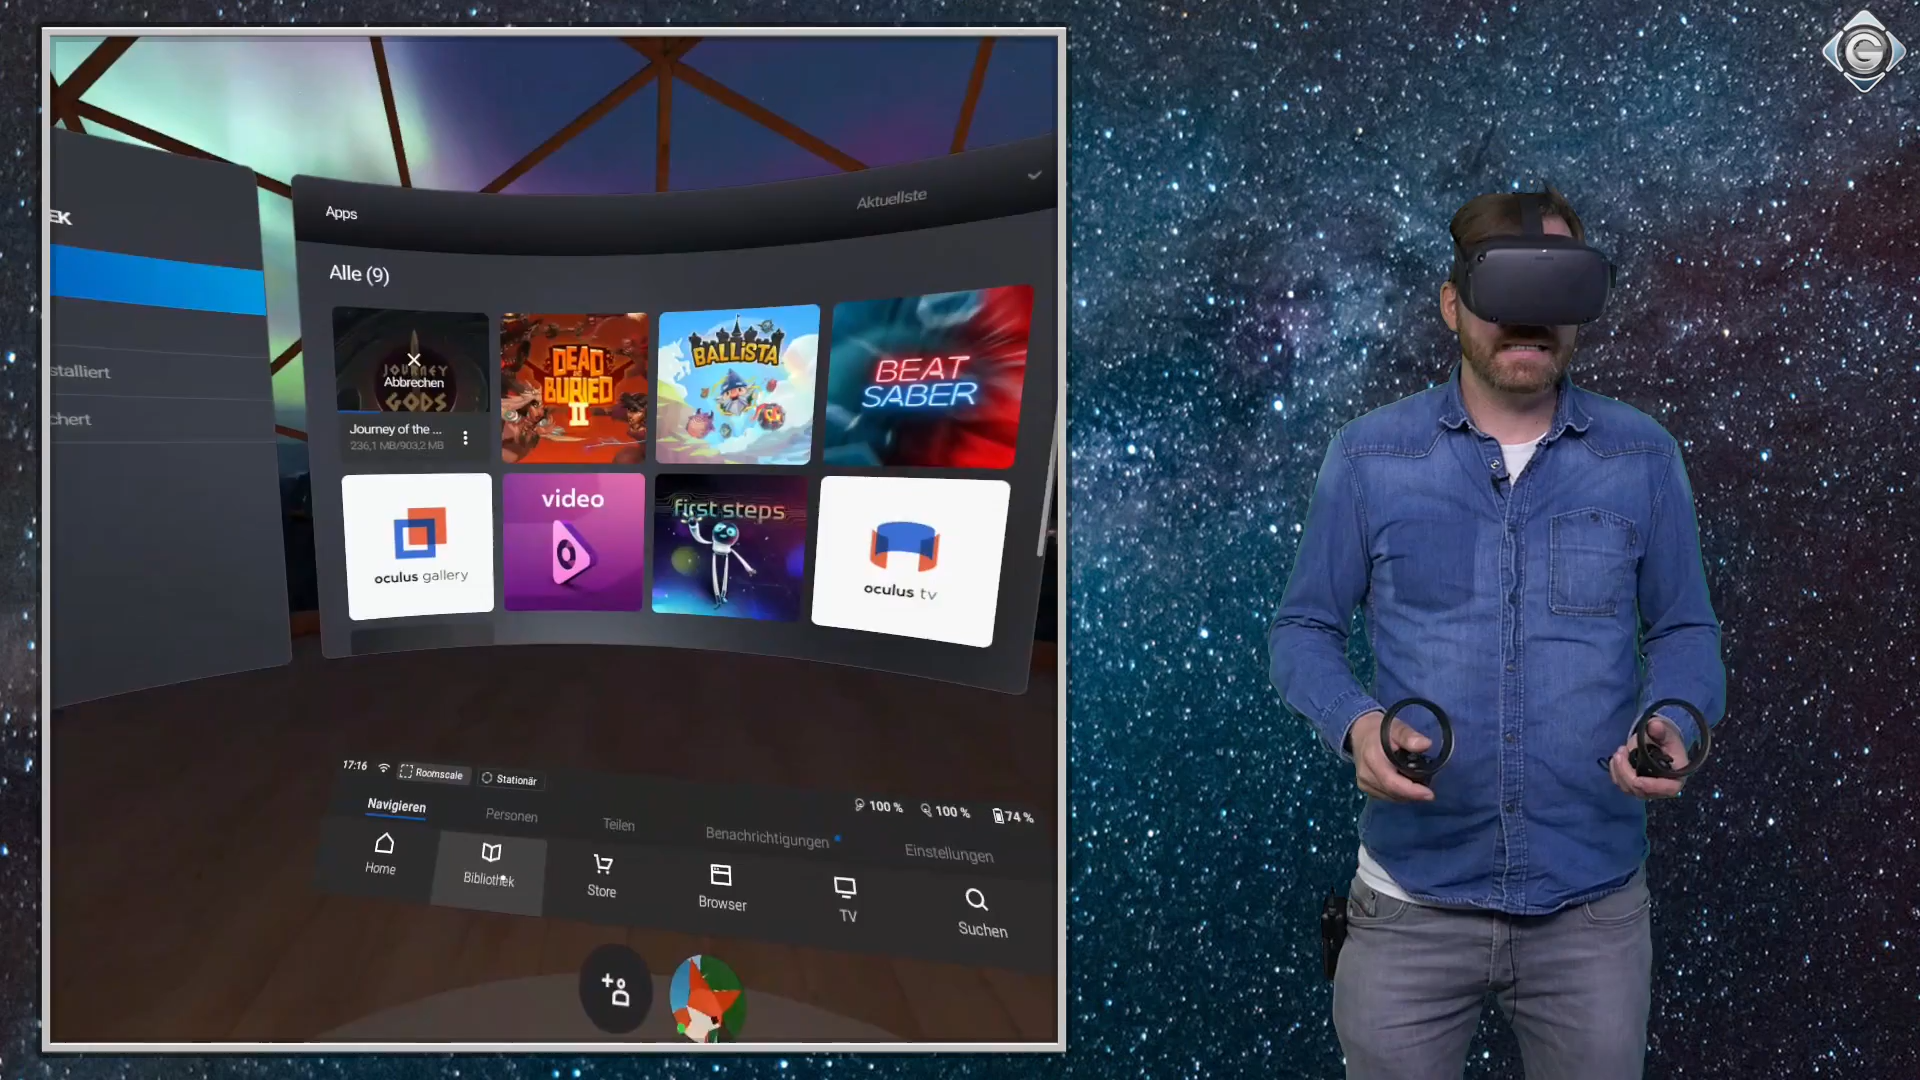 EK
stalliert
chert
Apps
Aktuellste
Alle (9)
JOURNEY
GODS
Abbrechen
Journey of the ...
236,1 MB/903,2 MB
DEAD
BURIED
II
BALLISTA
BEAT
SABER
oculus gallery
video
first steps
oculus tv
17:16
Roomscale
Stationär
100 %
100 %
74 %
Navigieren
Personen
Teilen
Benachrichtigungen
Einstellungen
Home
Bibliothek
Store
Browser
TV
Suchen
G